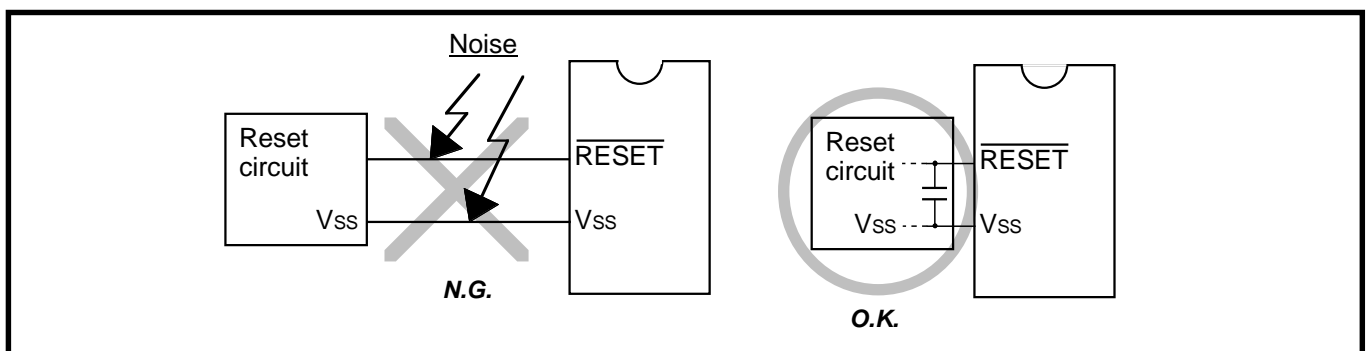 Noise
Reset
circuit
RESET
Vss
Vss
N.G.
Reset
circuit
RESET
Vss
Vss
O.K.